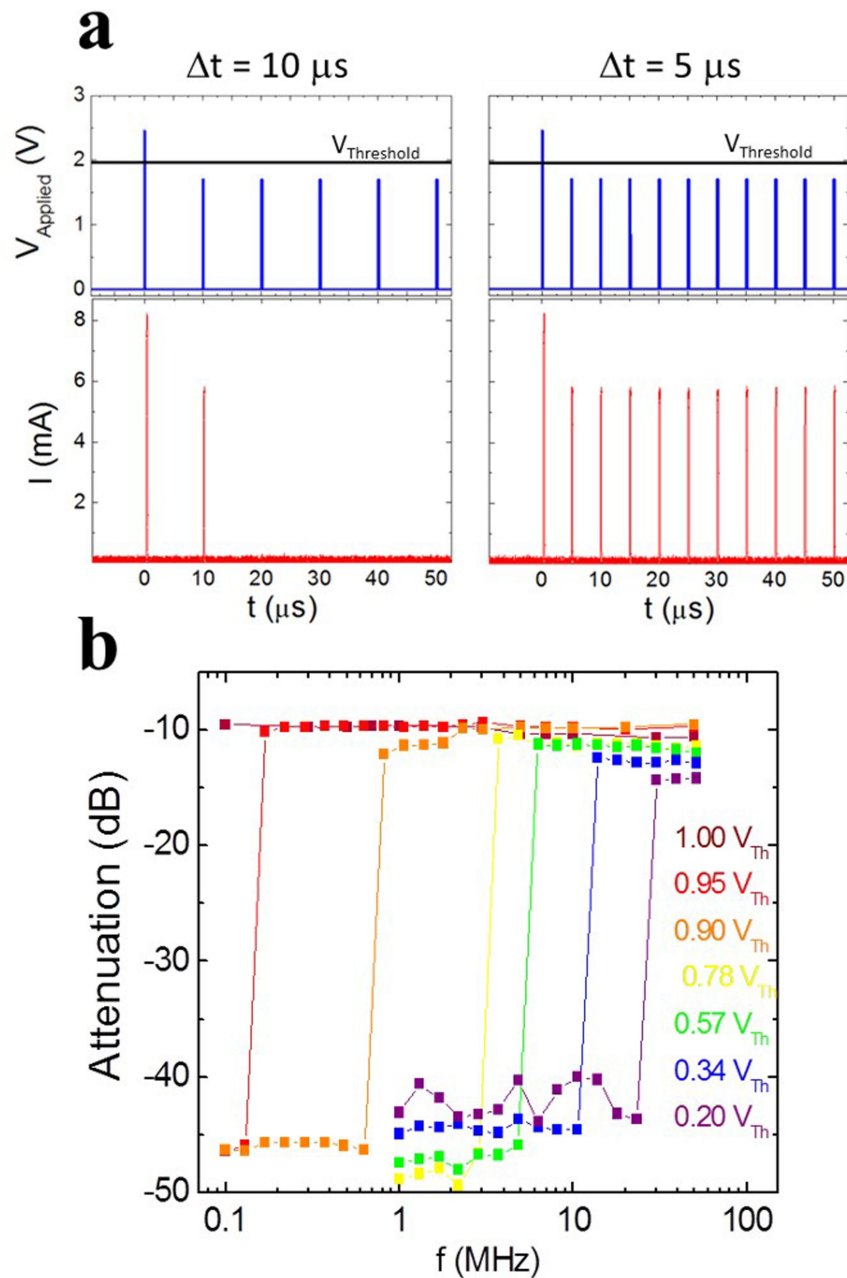 a
Δt = 10 μs
Δt = 5 μs
V_Applied (V)
3
2
1
0
V_Threshold
V_Threshold
I (mA)
8
6
4
2
0 10 20 30 40 50
0 10 20 30 40 50
t (μs)
t (μs)
b
Attenuation (dB)
-10
-20
-30
-40
-50
1.00 V_Th
0.95 V_Th
0.90 V_Th
0.78 V_Th
0.57 V_Th
0.34 V_Th
0.20 V_Th
0.1 1 10 100
f (MHz)